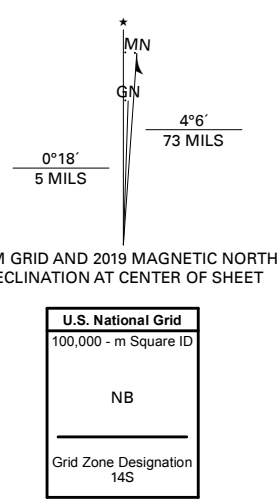 ★
MN
GN
4°6´
73 MILS
0°18´
5 MILS
M GRID AND 2019 MAGNETIC NORTH
ECLINATION AT CENTER OF SHEET
U.S. National Grid
100,000 - m Square ID
NB
Grid Zone Designation
14S